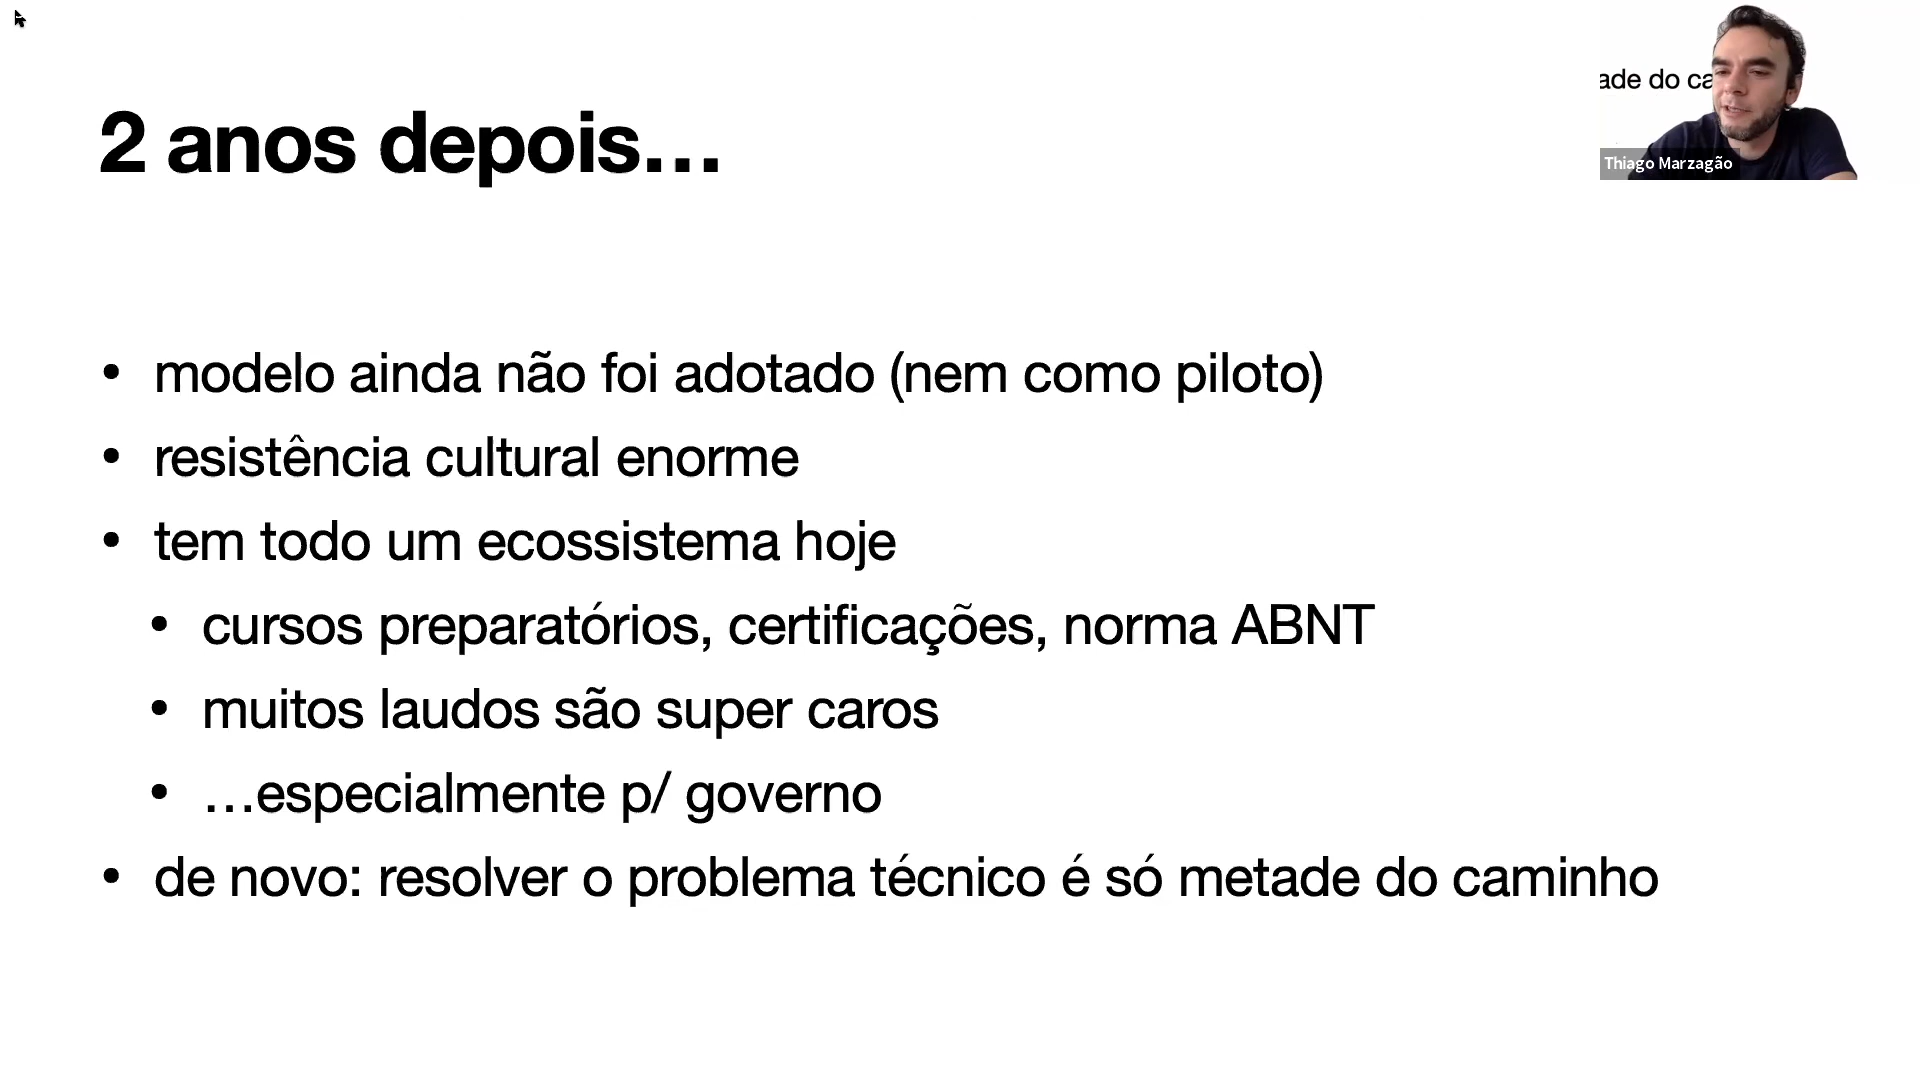 2 anos depois…
ade do ca
Thiago Marzagão
• modelo ainda não foi adotado (nem como piloto)
• resistência cultural enorme
• tem todo um ecossistema hoje
• cursos preparatórios, certificações, norma ABNT
• muitos laudos são super caros
• …especialmente p/ governo
• de novo: resolver o problema técnico é só metade do caminho